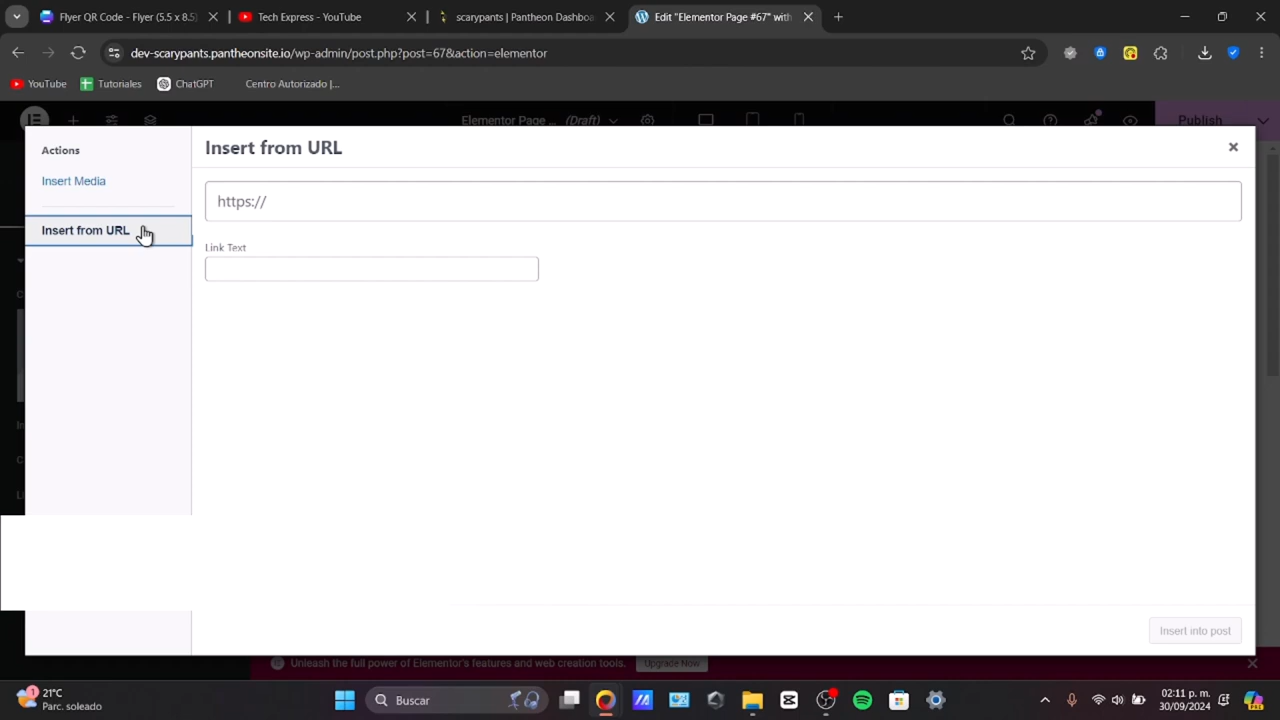 Flyer QR Code - Flyer (5.5 x 8.5)
Tech Express - YouTube
scarypants | Pantheon Dashboa
Edit "Elementor Page #67" with
dev-scarypants.pantheonsite.io/wp-admin/post.php?post=67&action=elementor
YouTube
Tutoriales
ChatGPT
Centro Autorizado |...
Elementor Page ... (Draft)
Publish
Actions
Insert Media
Insert from URL
Insert from URL
https://
Link Text
Insert into post
Unleash the full power of Elementor's features and web creation tools.
Upgrade Now
1
21°C
Parc. soleado
Buscar
02:11 p. m.
30/09/2024